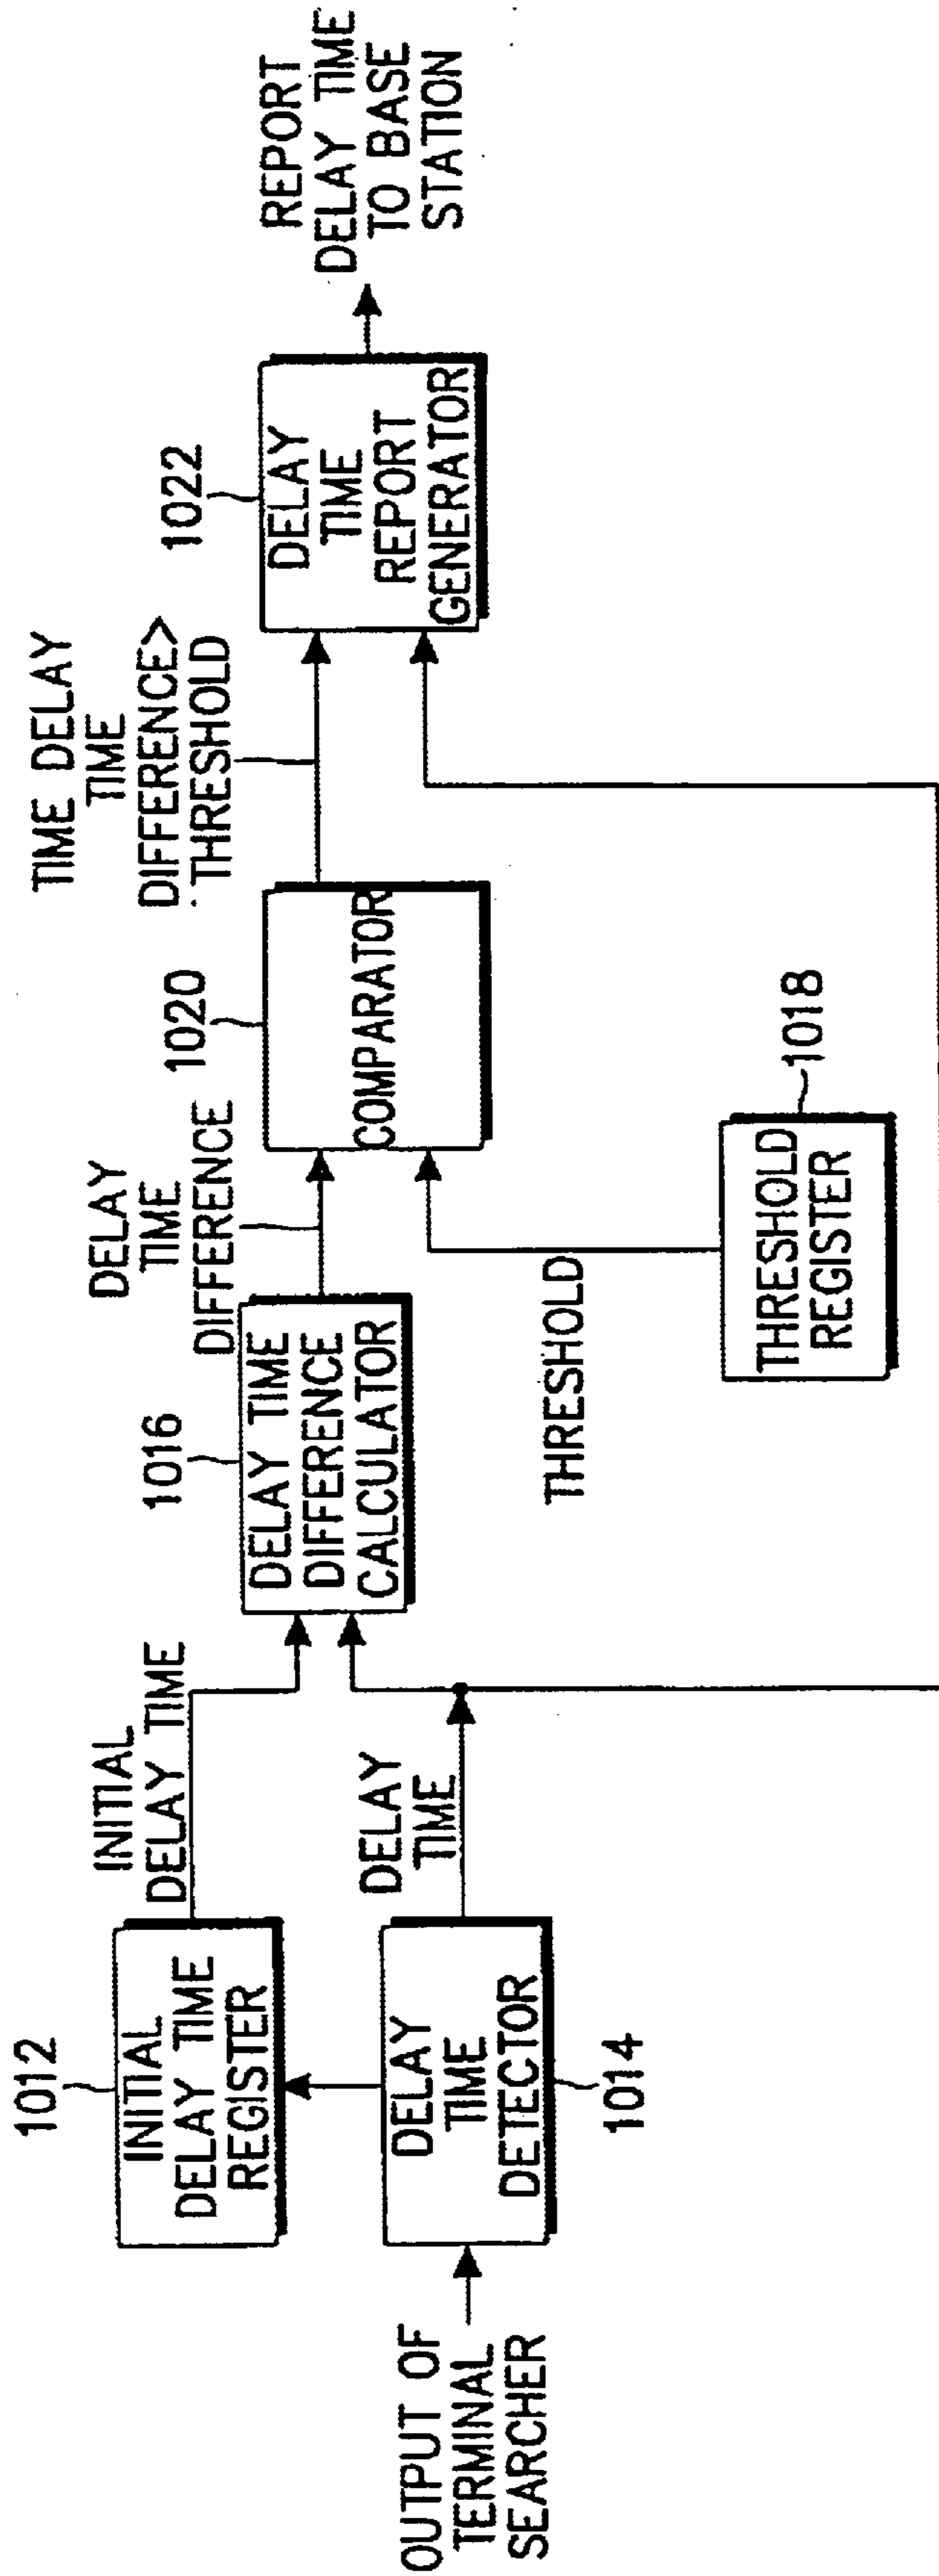 OUTPUT OF
TERMINAL
SEARCHER
1012
INITIAL
DELAY TIME
REGISTER
DELAY
TIME
DETECTOR
1014
INITIAL
DELAY TIME
DELAY
TIME
1016
DELAY TIME
DIFFERENCE
CALCULATOR
DELAY
TIME
DIFFERENCE
THRESHOLD
THRESHOLD
REGISTER
1018
1020
COMPARATOR
TIME DELAY
TIME
DIFFERENCE>
THRESHOLD
1022
DELAY
TIME
REPORT
GENERATOR
REPORT
DELAY TIME
TO BASE
STATION